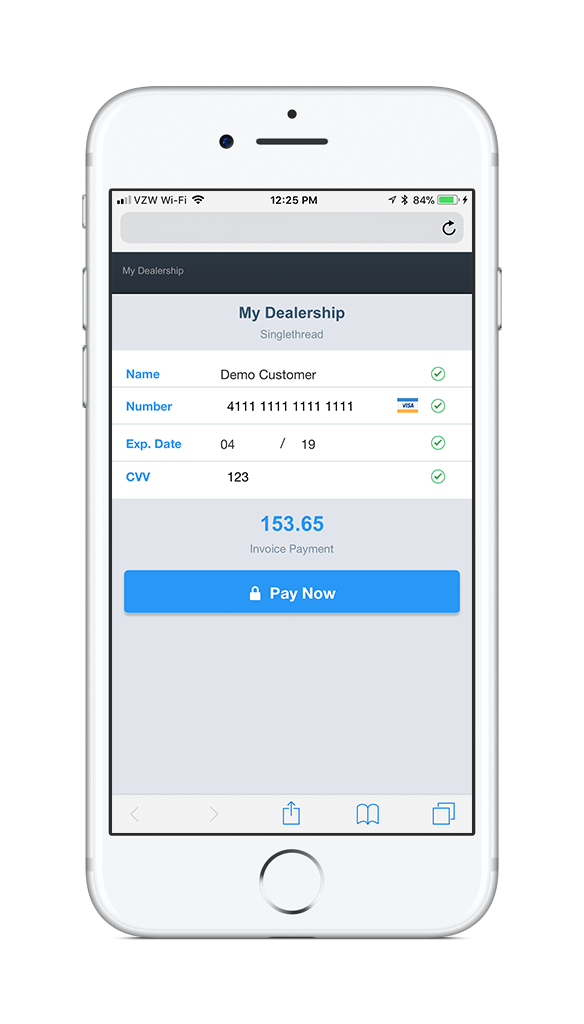 VZW Wi-Fi 12:25 PM 84%
My Dealership
My Dealership
Singlethread
Name Demo Customer
Number 4111 1111 1111 1111 VISA
Exp. Date 04 / 19
CVV 123
153.65
Invoice Payment
Pay Now